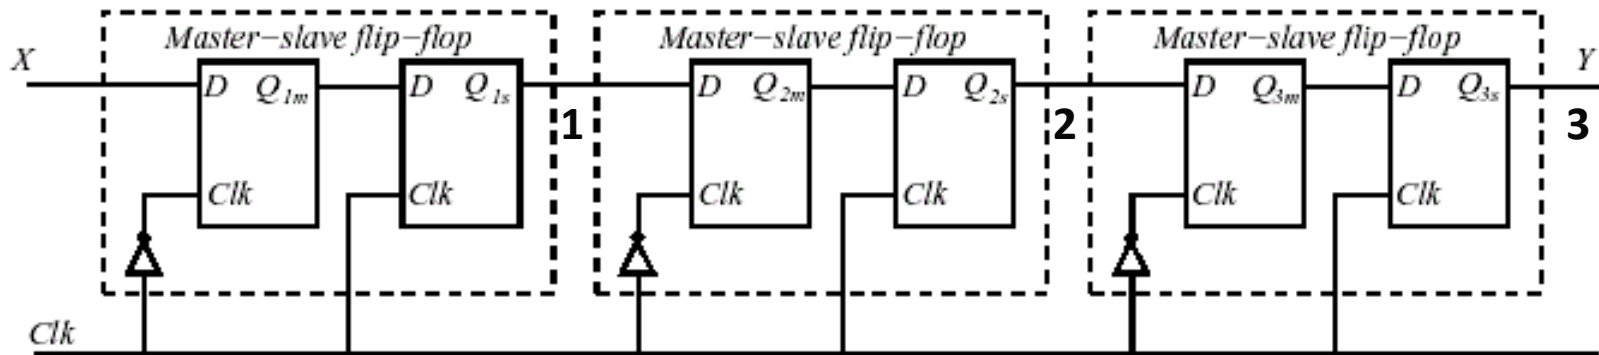 Master-slave flip-flop Master-slave flip-flop Master-slave flip-flop
X Y
D Q1m D Q1s D Q2m D Q2s D Q3m D Q3s
1 2 3
Clk Clk Clk Clk Clk Clk
Clk